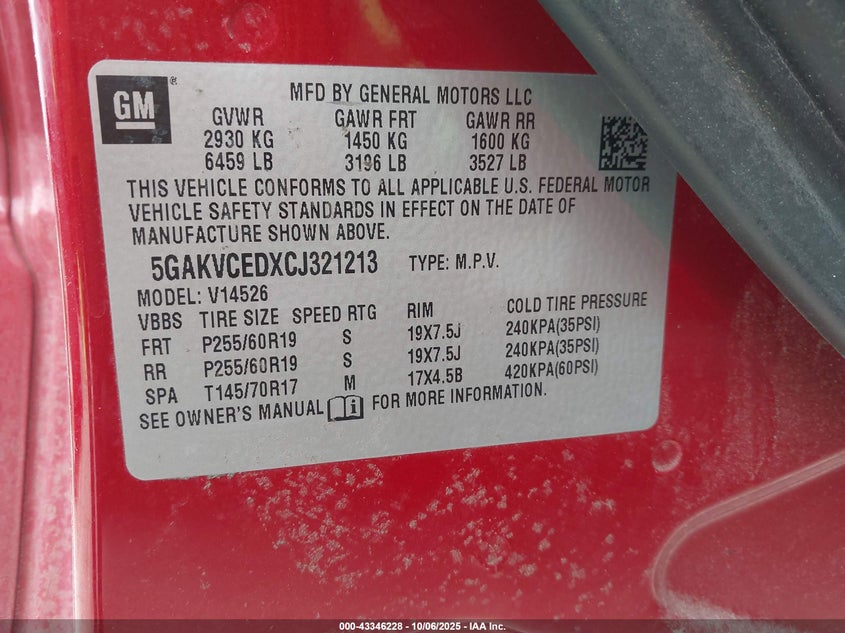 GM®
MFD BY GENERAL MOTORS LLC
GVWR GAWR FRT GAWR RR
2930 KG 1450 KG 1600 KG
6459 LB 3196 LB 3527 LB
THIS VEHICLE CONFORMS TO ALL APPLICABLE U.S. FEDERAL MOTOR
VEHICLE SAFETY STANDARDS IN EFFECT ON THE DATE OF
MANUFACTURE SHOWN ABOVE.
5GAKVCEDXCJ321213 TYPE: M.P.V.
MODEL: V14526
VBBS TIRE SIZE SPEED RTG RIM COLD TIRE PRESSURE
FRT P255/60R19 S 19X7.5J 240KPA(35PSI)
RR P255/60R19 S 19X7.5J 240KPA(35PSI)
SPA T145/70R17 M 17X4.5B 420KPA(60PSI)
SEE OWNER'S MANUAL i FOR MORE INFORMATION.
000-43346228 - 10/06/2025 - IAA Inc.